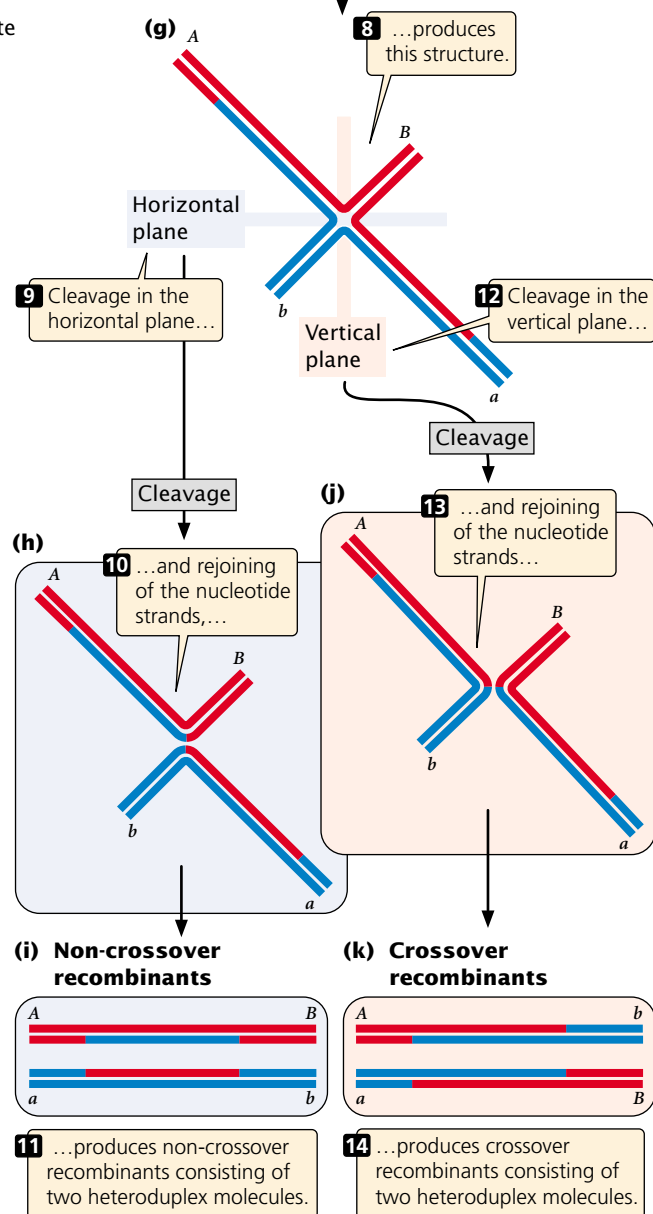 te
(g)
A
8 …produces
this structure.
B
Horizontal
plane
9 Cleavage in the
horizontal plane…
b
12 Cleavage in the
vertical plane…
Vertical
plane
a
Cleavage
Cleavage
(h)
A
10 …and rejoining
of the nucleotide
strands,…
B
b
a
(j)
A
13 …and rejoining
of the nucleotide
strands…
B
b
a
(i) Non-crossover
recombinants
A B
a b
11 …produces non-crossover
recombinants consisting of
two heteroduplex molecules.
(k) Crossover
recombinants
A b
a B
14 …produces crossover
recombinants consisting of
two heteroduplex molecules.